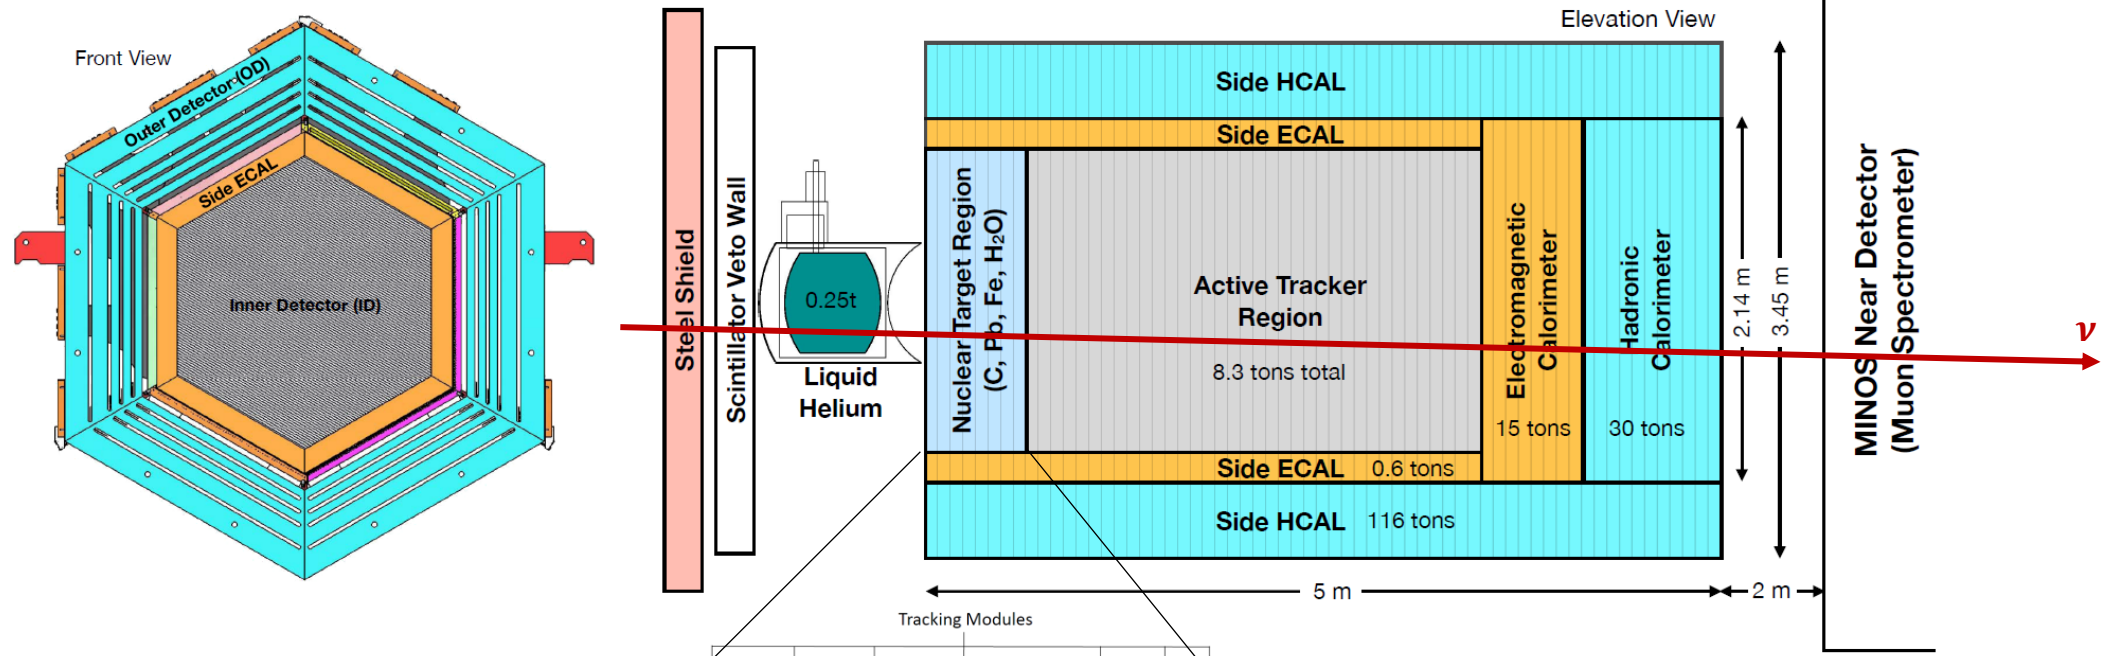 Front View
Outer Detector (OD)
Side ECAL
Inner Detector (ID)
Steel Shield
Scintillator Veto Wall
0.25t
Liquid
Helium
Elevation View
Side HCAL
Side ECAL
Nuclear Target Region
(C, Pb, Fe, H₂O)
Active Tracker
Region
8.3 tons total
Electromagnetic
Calorimeter
15 tons
Hadronic
Calorimeter
30 tons
Side ECAL 0.6 tons
Side HCAL 116 tons
2.14 m
3.45 m
5 m
2 m
MINOS Near Detector
(Muon Spectrometer)
ν
Tracking Modules